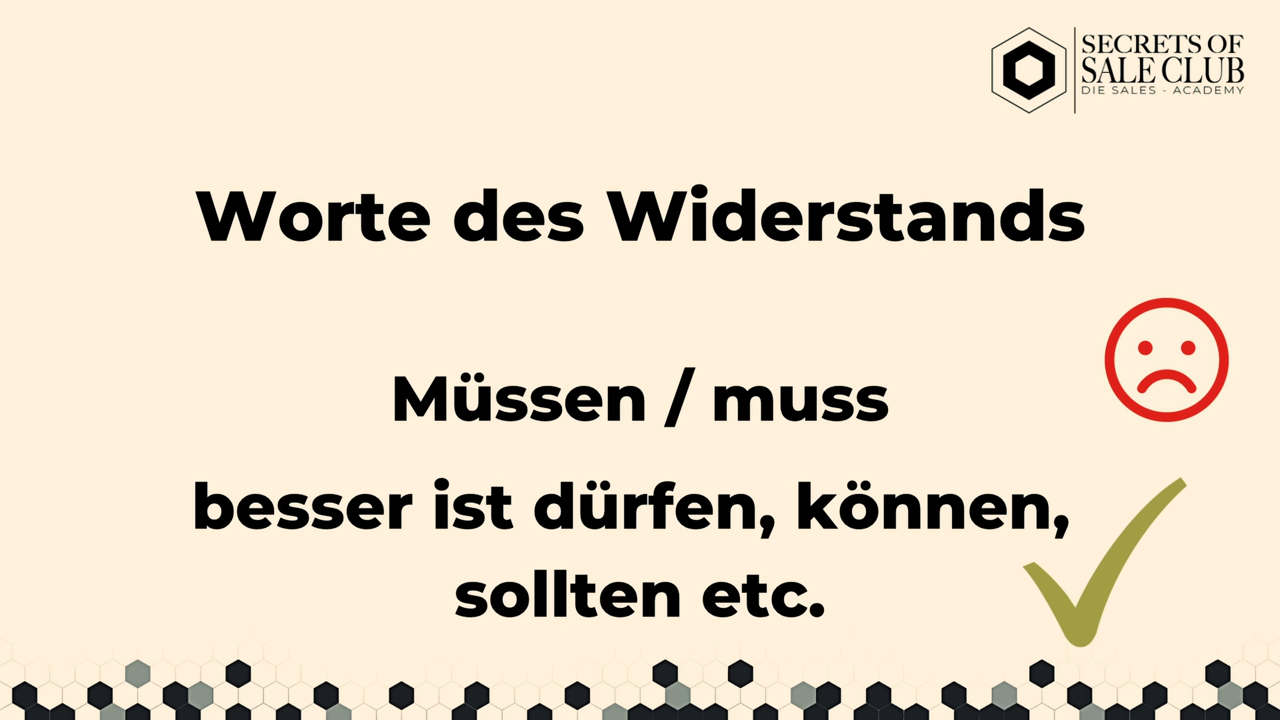 SECRETS OF
SALE CLUB
DIE SALES - ACADEMY
Worte des Widerstands
Müssen / muss
besser ist dürfen, können,
sollten etc.